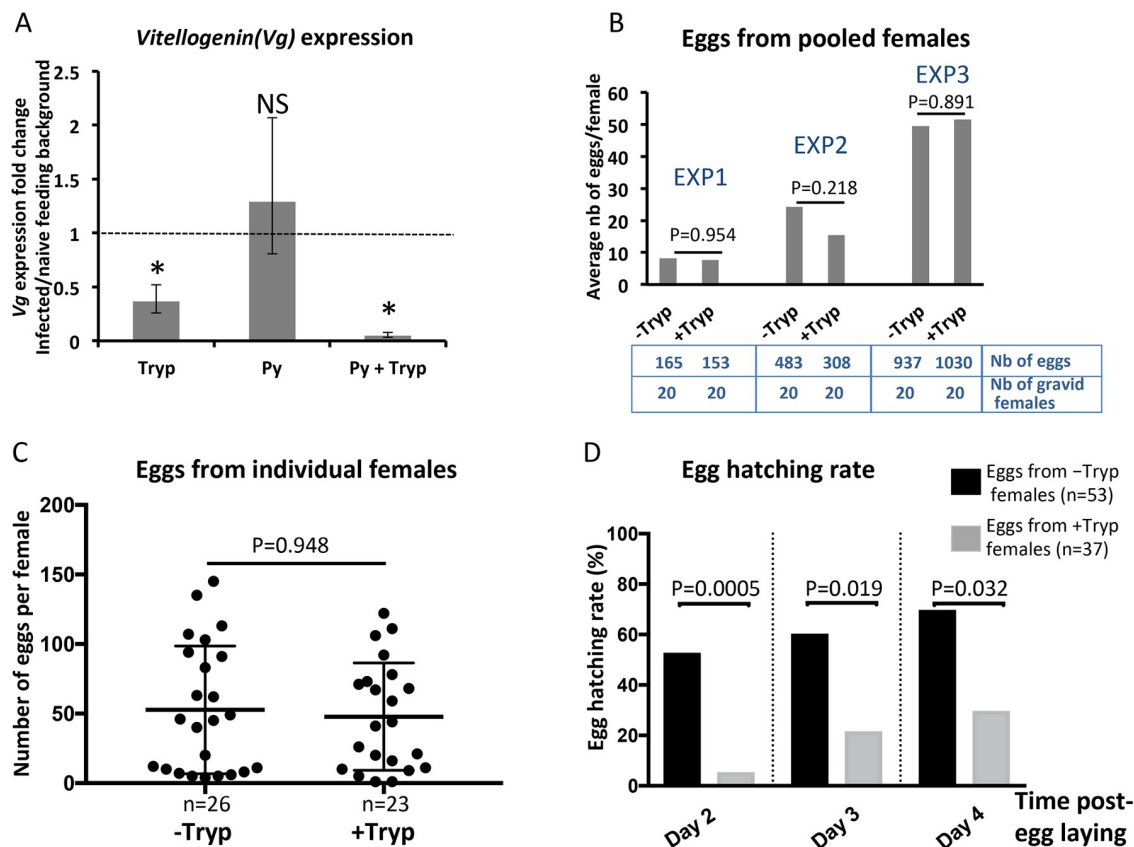 A
Vitellogenin(Vg) expression
Vg expression fold change
Infected/naive feeding background
2.5
2
1.5
1
0.5
0
*
NS
*
Tryp
Py
Py + Tryp
B
Eggs from pooled females
Average nb of eggs/female
60
50
40
30
20
10
0
EXP1
P=0.954
EXP2
P=0.218
EXP3
P=0.891
-Tryp +Tryp -Tryp +Tryp -Tryp +Tryp
165 153 483 308 937 1030 Nb of eggs
20 20 20 20 20 20 Nb of gravid
females
C
Eggs from individual females
Number of eggs per female
200
150
100
50
0
P=0.948
n=26 n=23
-Tryp +Tryp
D
Egg hatching rate
Eggs from −Tryp
females (n=53)
Eggs from +Tryp
females (n=37)
Egg hatching rate (%)
100
80
60
40
20
0
P=0.0005 P=0.019 P=0.032
Day 2 Day 3 Day 4
Time post-
egg laying